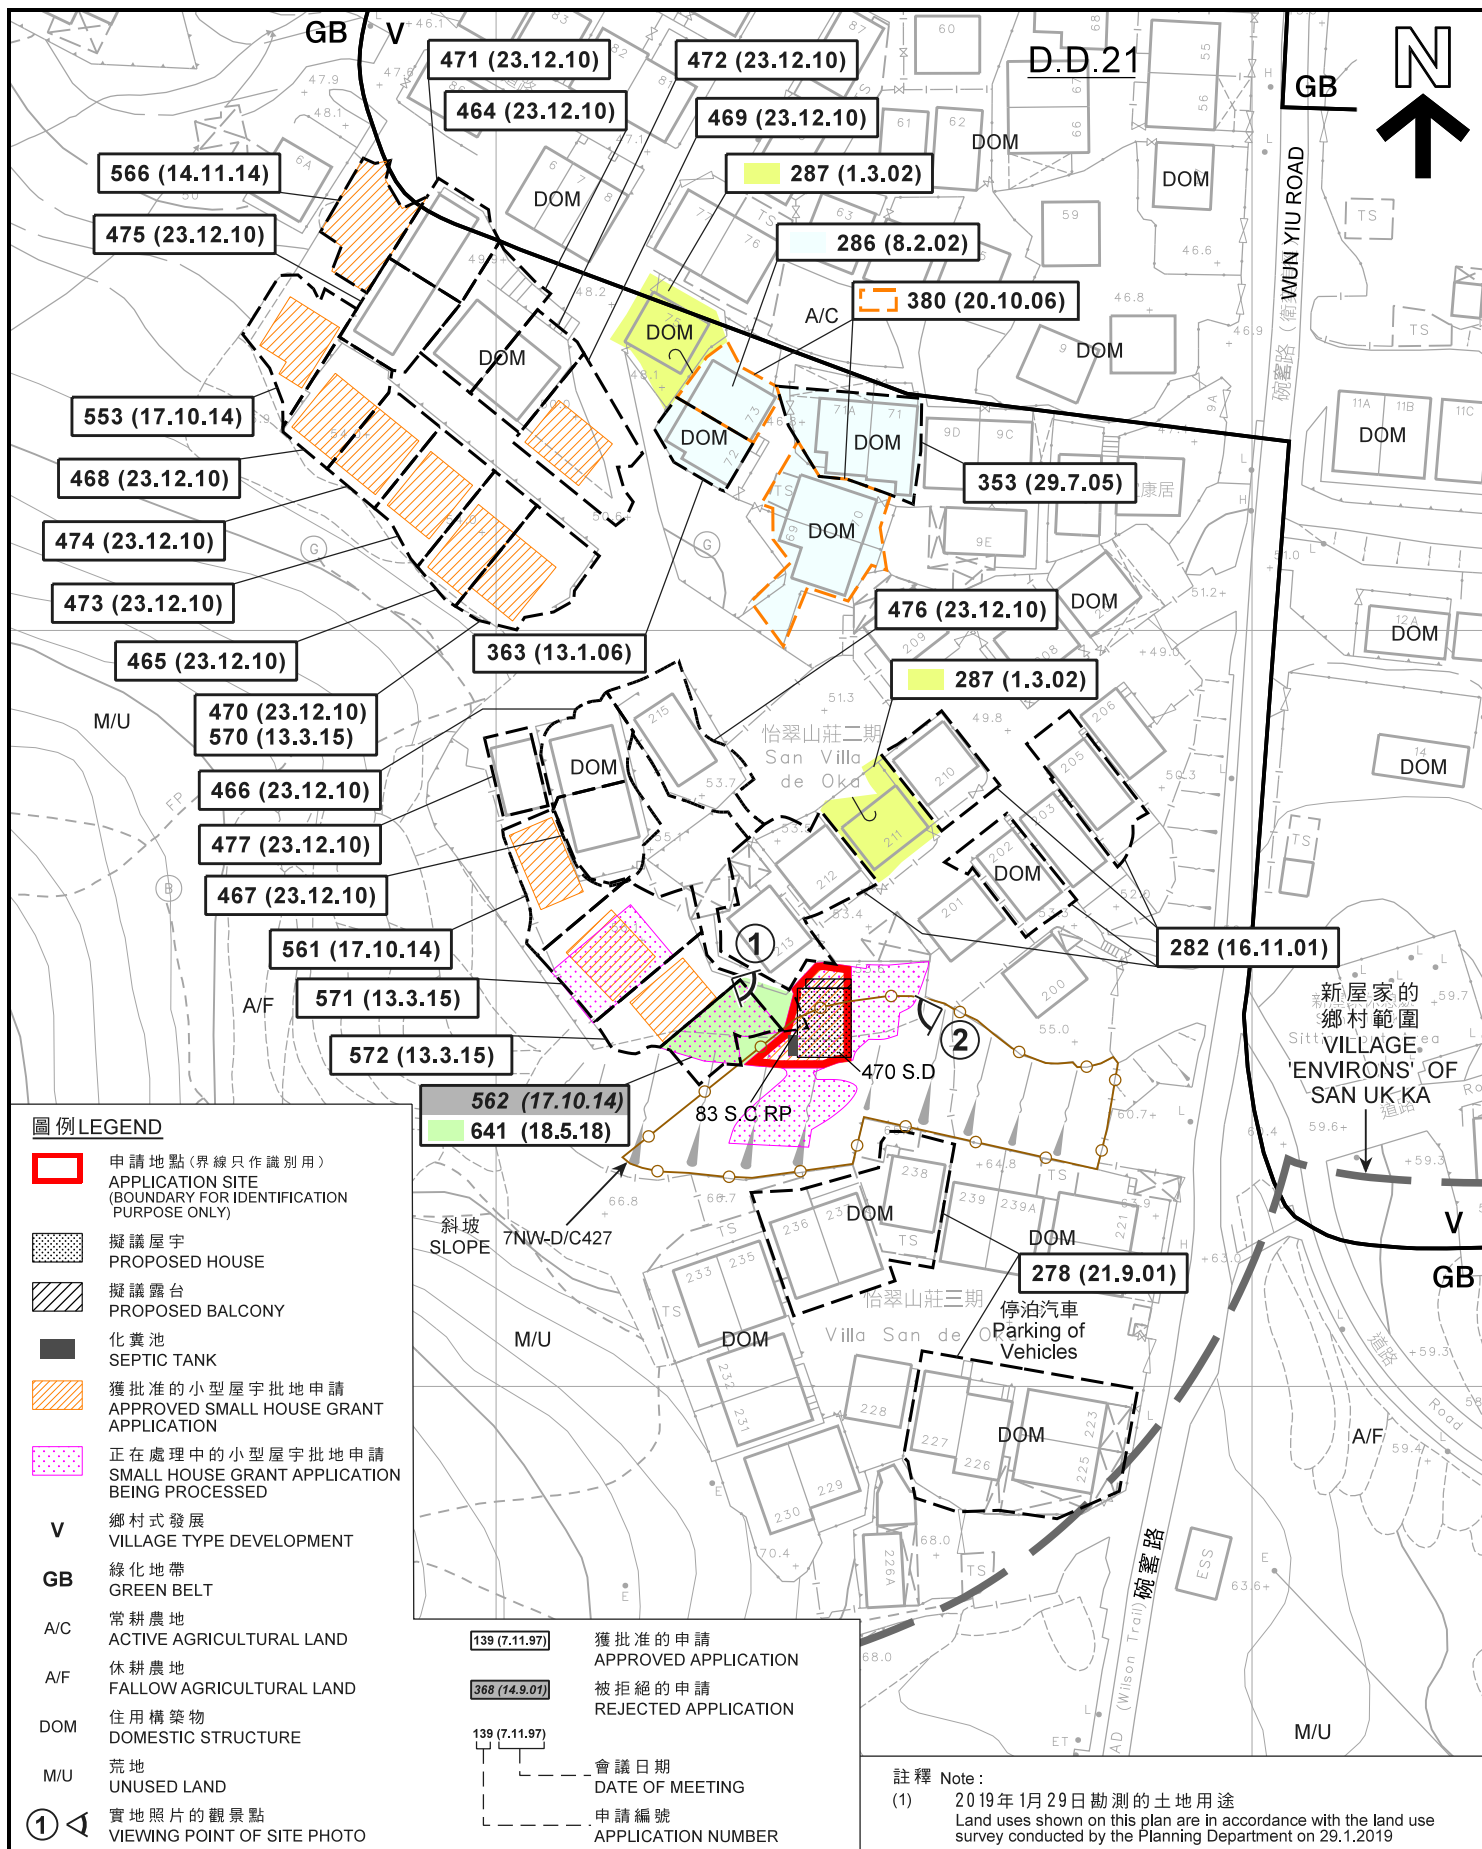 GB
V
471 (23.12.10)
464 (23.12.10)
472 (23.12.10)
469 (23.12.10)
D.D.21
GB
N
DOM
566 (14.11.14)
475 (23.12.10)
DOM
287 (1.3.02)
DOM
286 (8.2.02)
380 (20.10.06)
A/C
WUN YIU ROAD
DOM
DOM
DOM
553 (17.10.14)
DOM
DOM
DOM
468 (23.12.10)
353 (29.7.05)
474 (23.12.10)
DOM
473 (23.12.10)
476 (23.12.10)
DOM
DOM
465 (23.12.10)
363 (13.1.06)
287 (1.3.02)
M/U
470 (23.12.10)
570 (13.3.15)
怡翠山莊二期
San Villa
de Oka
466 (23.12.10)
DOM
DOM
477 (23.12.10)
DOM
467 (23.12.10)
561 (17.10.14)
282 (16.11.01)
A/F
571 (13.3.15)
572 (13.3.15)
1
2
新屋家的
鄉村範圍
VILLAGE
'ENVIRONS' OF
SAN UK KA
470 S.D
83 S.C RP
562 (17.10.14)
641 (18.5.18)
斜坡
SLOPE
7NW-D/C427
DOM
DOM
V
GB
278 (21.9.01)
怡翠山莊三期
Villa San de Oka
停泊汽車
Parking of
Vehicles
M/U
DOM
DOM
A/F
Road
道路
碗窰路
ESS
M/U
圖例LEGEND
申請地點(界線只作識別用)
APPLICATION SITE
(BOUNDARY FOR IDENTIFICATION
PURPOSE ONLY)
擬議屋宇
PROPOSED HOUSE
擬議露台
PROPOSED BALCONY
化糞池
SEPTIC TANK
獲批准的小型屋宇批地申請
APPROVED SMALL HOUSE GRANT
APPLICATION
正在處理中的小型屋宇批地申請
SMALL HOUSE GRANT APPLICATION
BEING PROCESSED
V
鄉村式發展
VILLAGE TYPE DEVELOPMENT
GB
綠化地帶
GREEN BELT
A/C
常耕農地
ACTIVE AGRICULTURAL LAND
A/F
休耕農地
FALLOW AGRICULTURAL LAND
DOM
住用構築物
DOMESTIC STRUCTURE
M/U
荒地
UNUSED LAND
1
實地照片的觀景點
VIEWING POINT OF SITE PHOTO
139 (7.11.97)
獲批准的申請
APPROVED APPLICATION
368 (14.9.01)
被拒絕的申請
REJECTED APPLICATION
139 (7.11.97)
會議日期
DATE OF MEETING
申請編號
APPLICATION NUMBER
註釋 Note :
(1) 2019年1月29日勘測的土地用途
Land uses shown on this plan are in accordance with the land use
survey conducted by the Planning Department on 29.1.2019